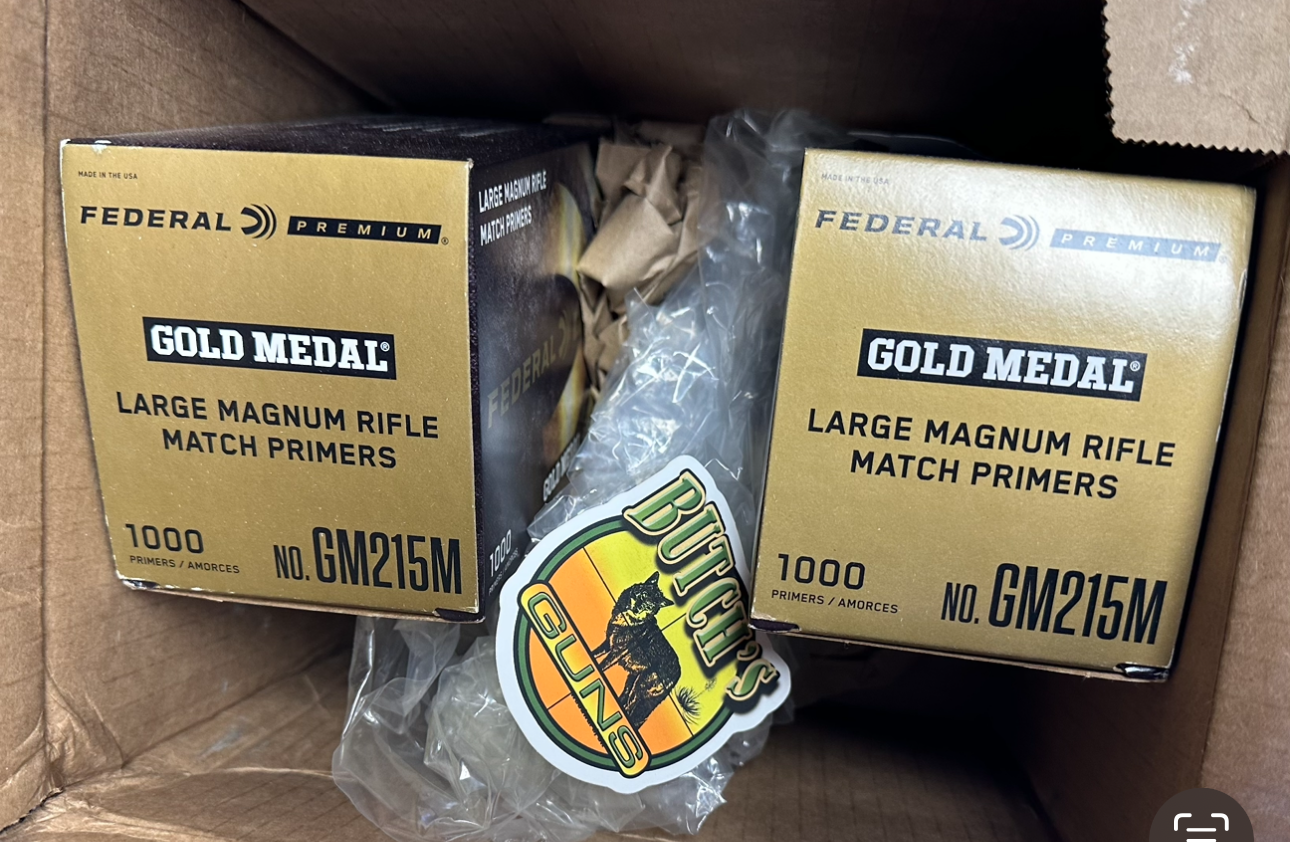 MADE IN THE USA
FEDERAL PREMIUM®
GOLD MEDAL®
LARGE MAGNUM RIFLE
MATCH PRIMERS
1000
PRIMERS / AMORCES
NO. GM215M
LARGE MAGNUM RIFLE
MATCH PRIMERS
FEDERAL
1000
BUTCH'S
GUNS
MADE IN THE USA
FEDERAL PREMIUM
GOLD MEDAL®
LARGE MAGNUM RIFLE
MATCH PRIMERS
1000
PRIMERS / AMORCES
NO. GM215M